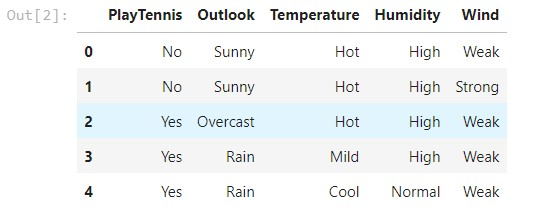 Out[2]:
PlayTennis Outlook Temperature Humidity Wind
0 No Sunny Hot High Weak
1 No Sunny Hot High Strong
2 Yes Overcast Hot High Weak
3 Yes Rain Mild High Weak
4 Yes Rain Cool Normal Weak